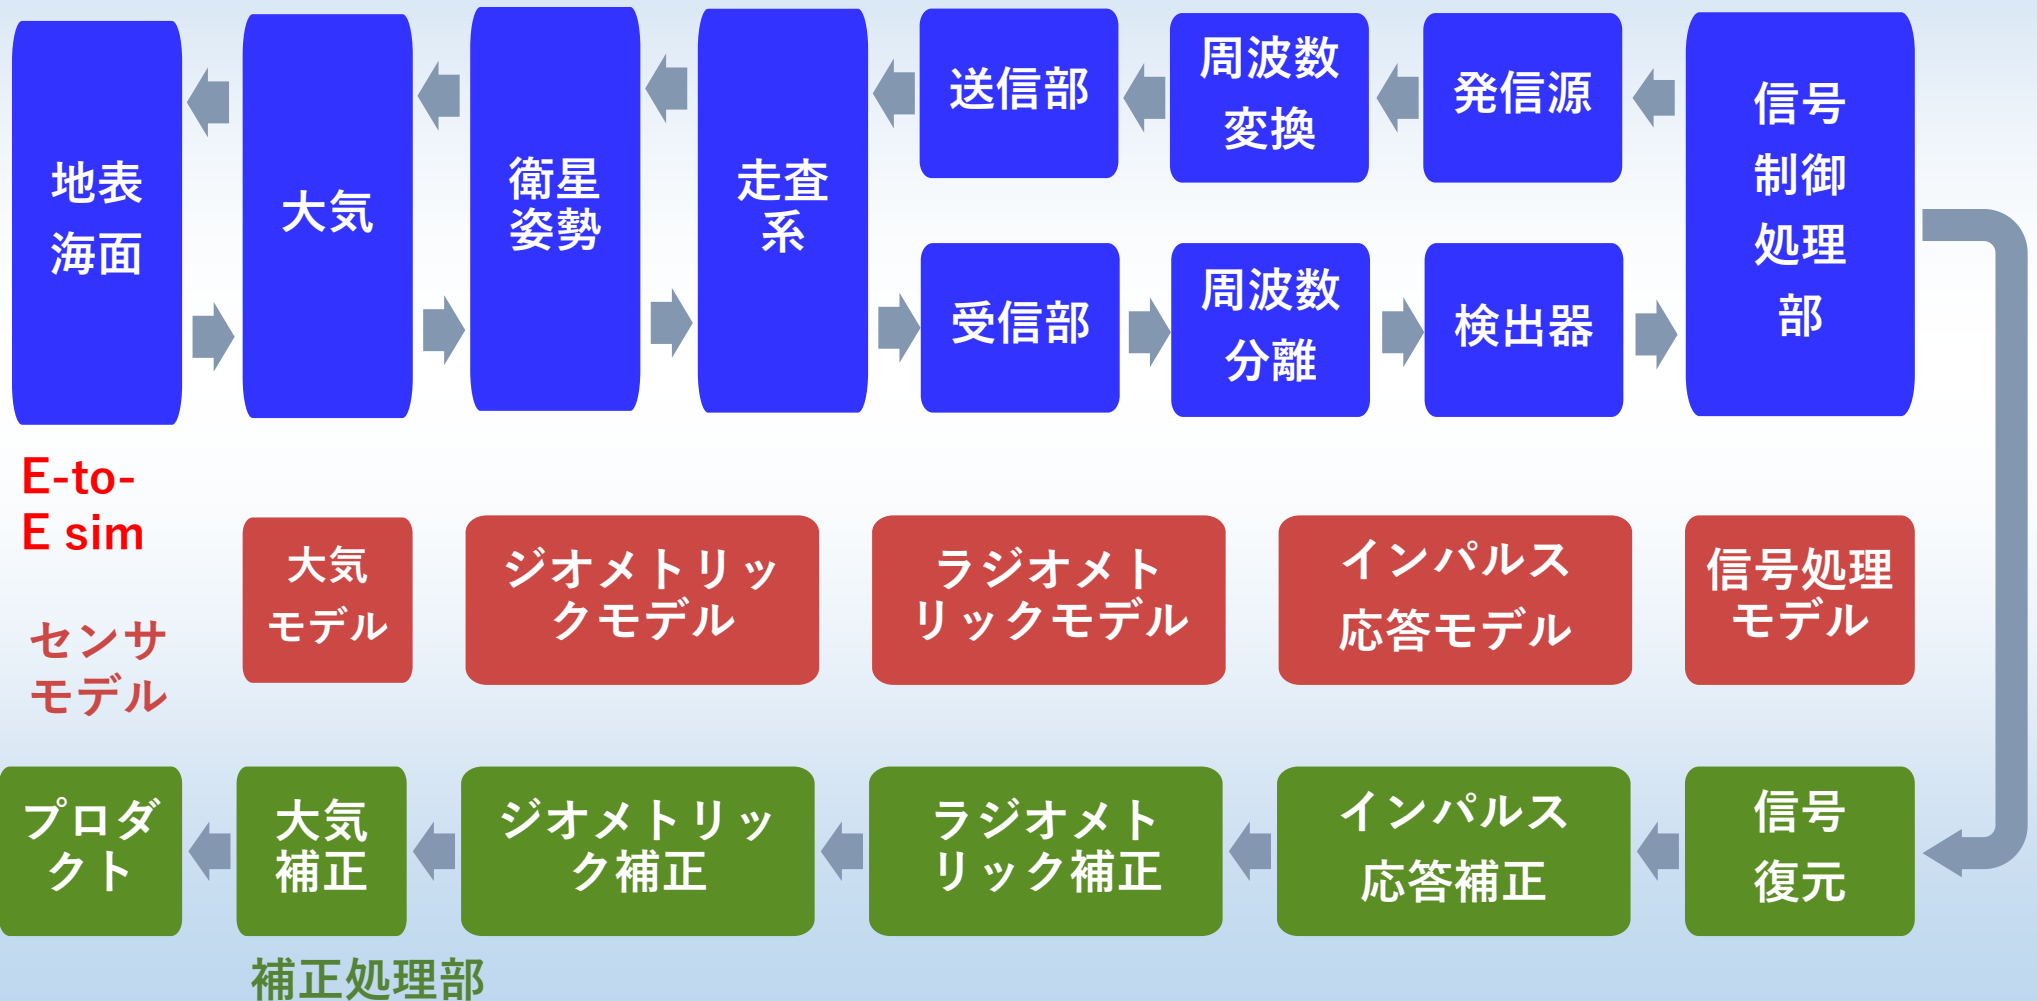 地表
海面
大気
衛星
姿勢
走査
系
送信部
周波数
変換
発信源
信号
制御
処理
部
受信部
周波数
分離
検出器
E-to-
E sim
センサ
モデル
大気
モデル
ジオメトリッ
クモデル
ラジオメト
リックモデル
インパルス
応答モデル
信号処理
モデル
プロダ
クト
大気
補正
ジオメトリッ
ク補正
ラジオメト
リック補正
インパルス
応答補正
信号
復元
補正処理部